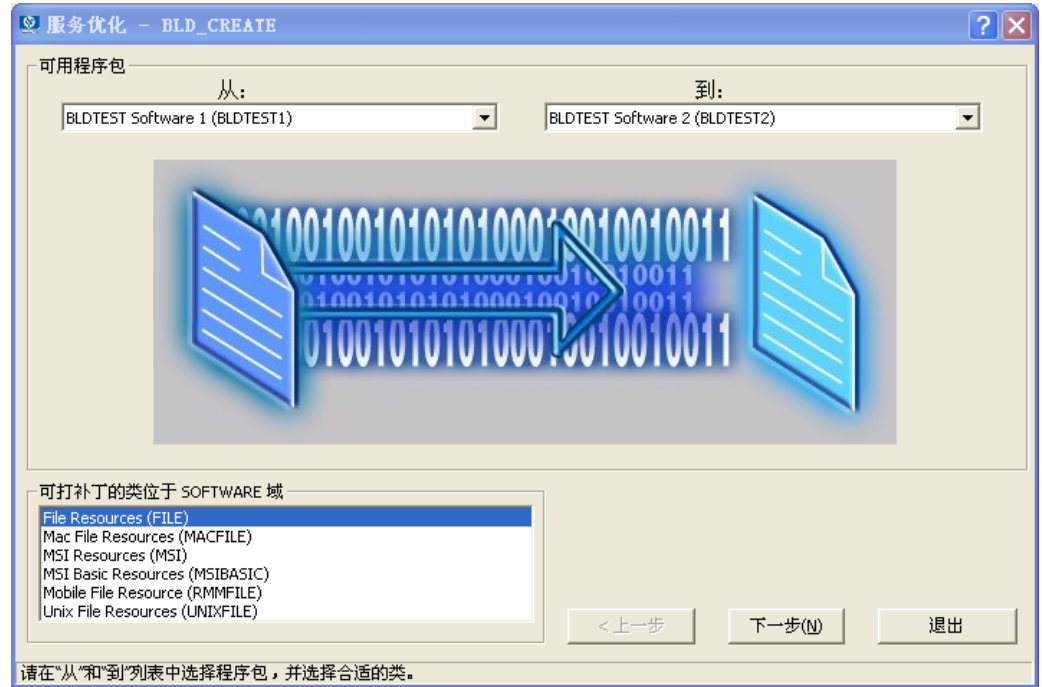 服务优化 - BLD_CREATE
可用程序包
从:
到:
BLDTEST Software 1 (BLDTEST1)
BLDTEST Software 2 (BLDTEST2)
100100101010100010010010011
0010010101010001001010010011
0100101010100010010010011
0100101010100010010010011
可打补丁的类位于 SOFTWARE 域
File Resources (FILE)
Mac File Resources (MACFILE)
MSI Resources (MSI)
MSI Basic Resources (MSIBASIC)
Mobile File Resource (RMMFILE)
Unix File Resources (UNIXFILE)
<上一步
下一步(N)
退出
请在“从”和“到”列表中选择程序包，并选择合适的类。